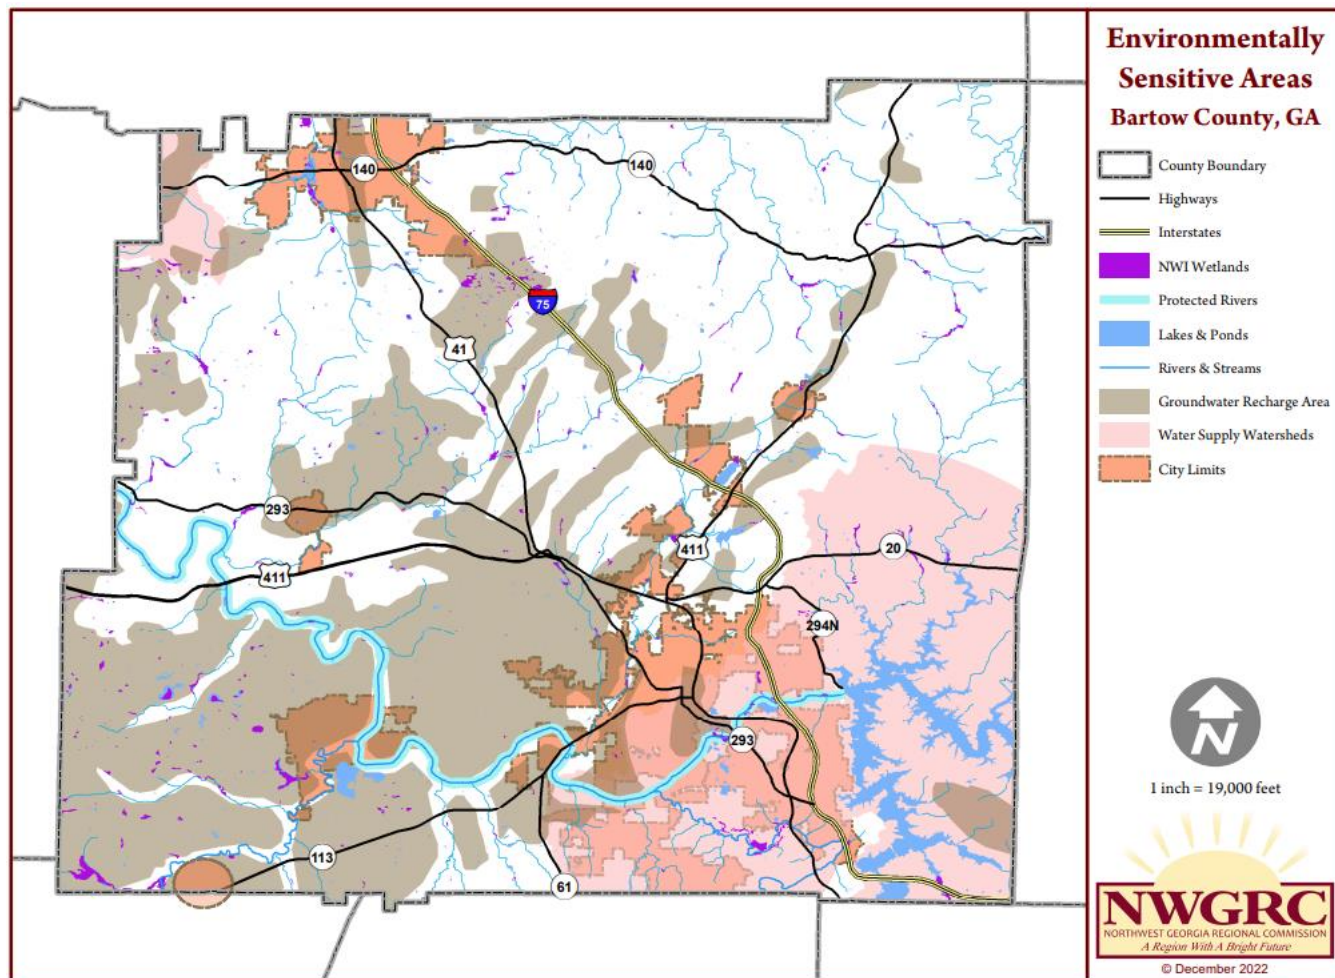 Environmentally
Sensitive Areas
Bartow County, GA
County Boundary
Highways
Interstates
NWI Wetlands
Protected Rivers
Lakes & Ponds
Rivers & Streams
Groundwater Recharge Area
Water Supply Watersheds
City Limits
140
140
75
41
293
411
411
20
294N
293
113
61
N
1 inch = 19,000 feet
NWGRC
NORTHWEST GEORGIA REGIONAL COMMISSION
A Region With A Bright Future
© December 2022